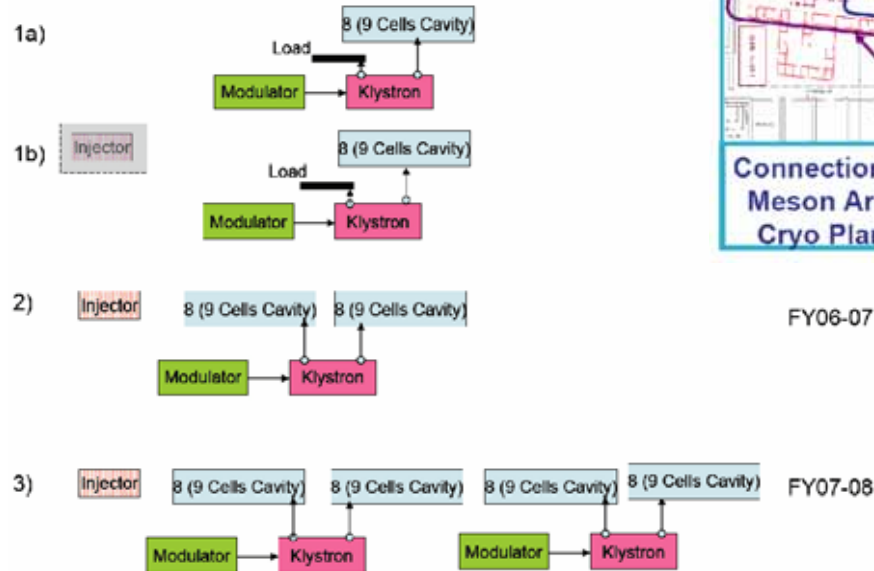 1a)
8 (9 Cells Cavity)
Load
Modulator
Klystron
Connection
Meson Ar
Cryo Plan
1b)
Injector
8 (9 Cells Cavity)
Load
Modulator
Klystron
2)
Injector
8 (9 Cells Cavity)
8 (9 Cells Cavity)
FY06-07
Modulator
Klystron
3)
Injector
8 (9 Cells Cavity)
8 (9 Cells Cavity)
8 (9 Cells Cavity)
8 (9 Cells Cavity)
FY07-08
Modulator
Klystron
Modulator
Klystron